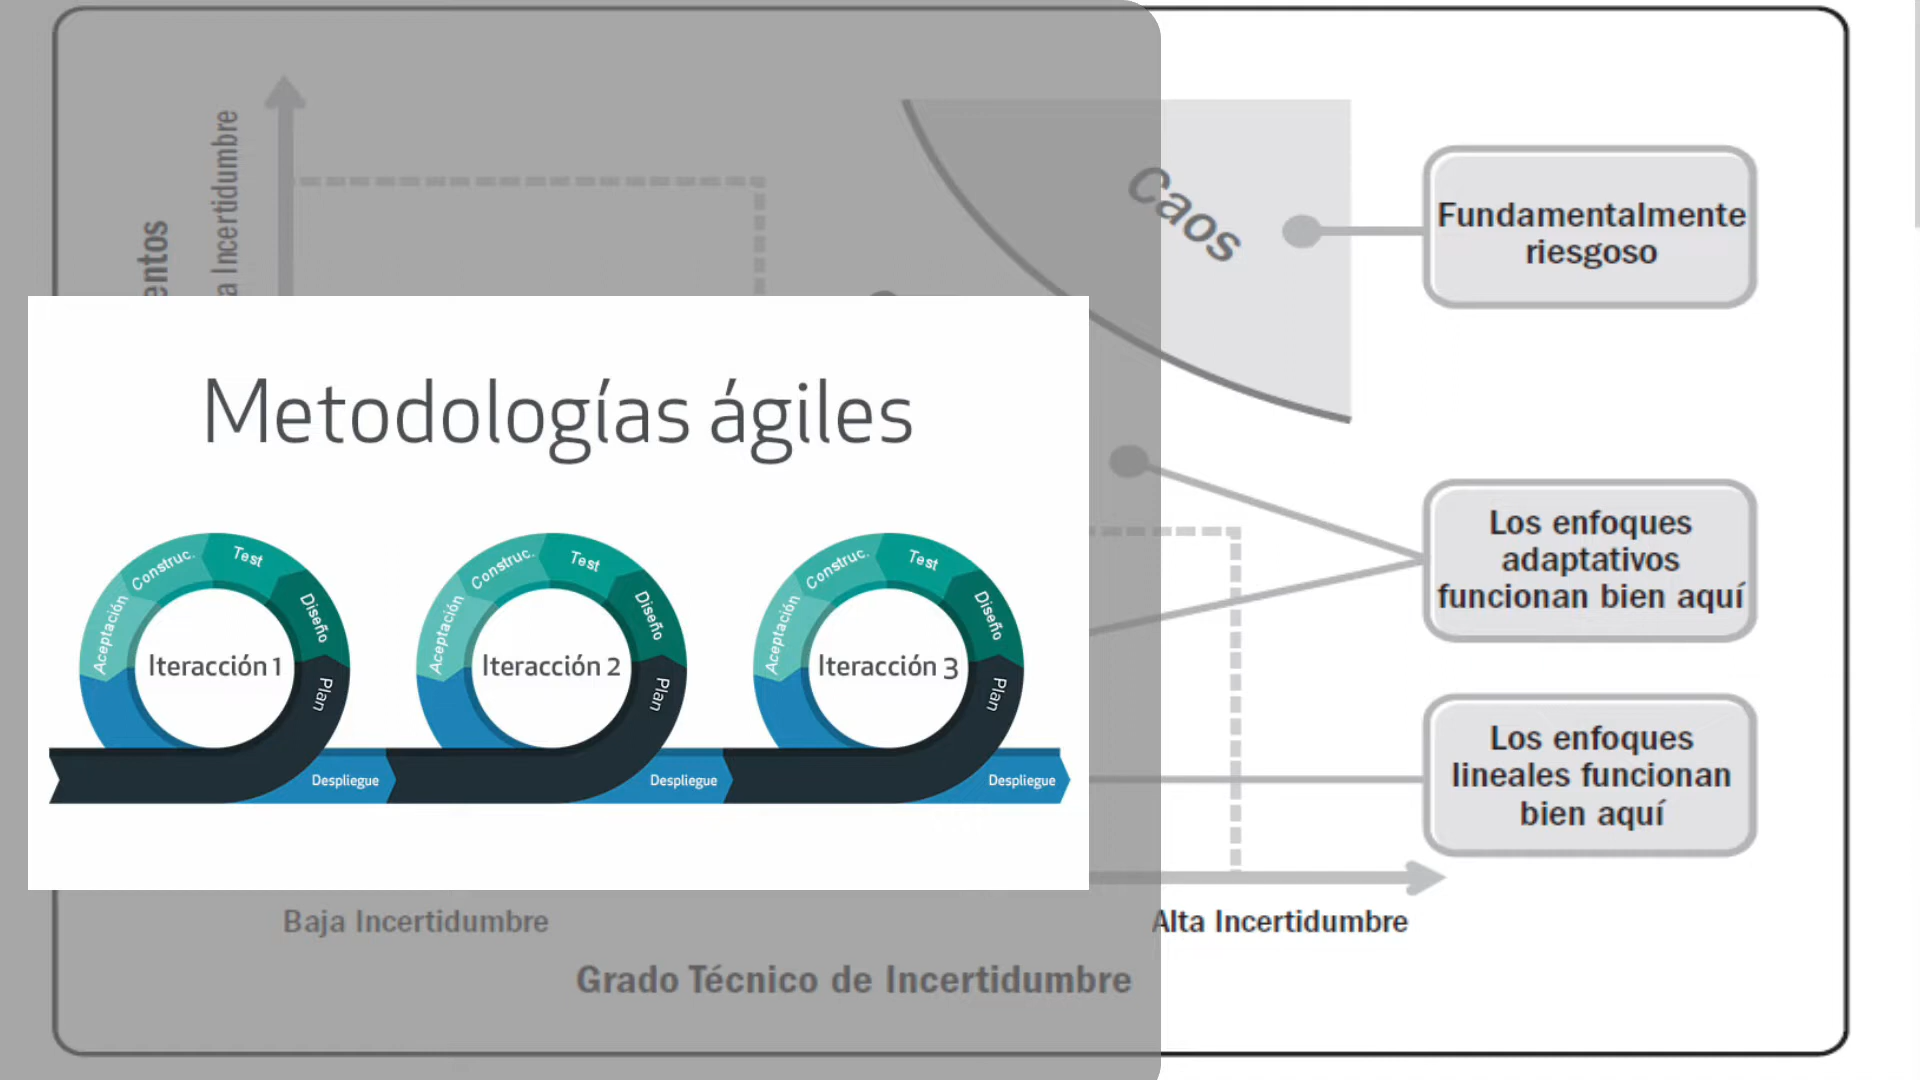 a Incertidumbre
entos
Caos
Fundamentalmente
riesgoso
Metodologías ágiles
Aceptación
Construc.
Test
Diseño
Plan
Iteracción 1
Despliegue
Aceptación
Construc.
Test
Diseño
Plan
Iteracción 2
Despliegue
Aceptación
Construc.
Test
Diseño
Plan
Iteracción 3
Despliegue
Los enfoques
adaptativos
funcionan bien aquí
Los enfoques
lineales funcionan
bien aquí
Baja Incertidumbre
Alta Incertidumbre
Grado Técnico de Incertidumbre